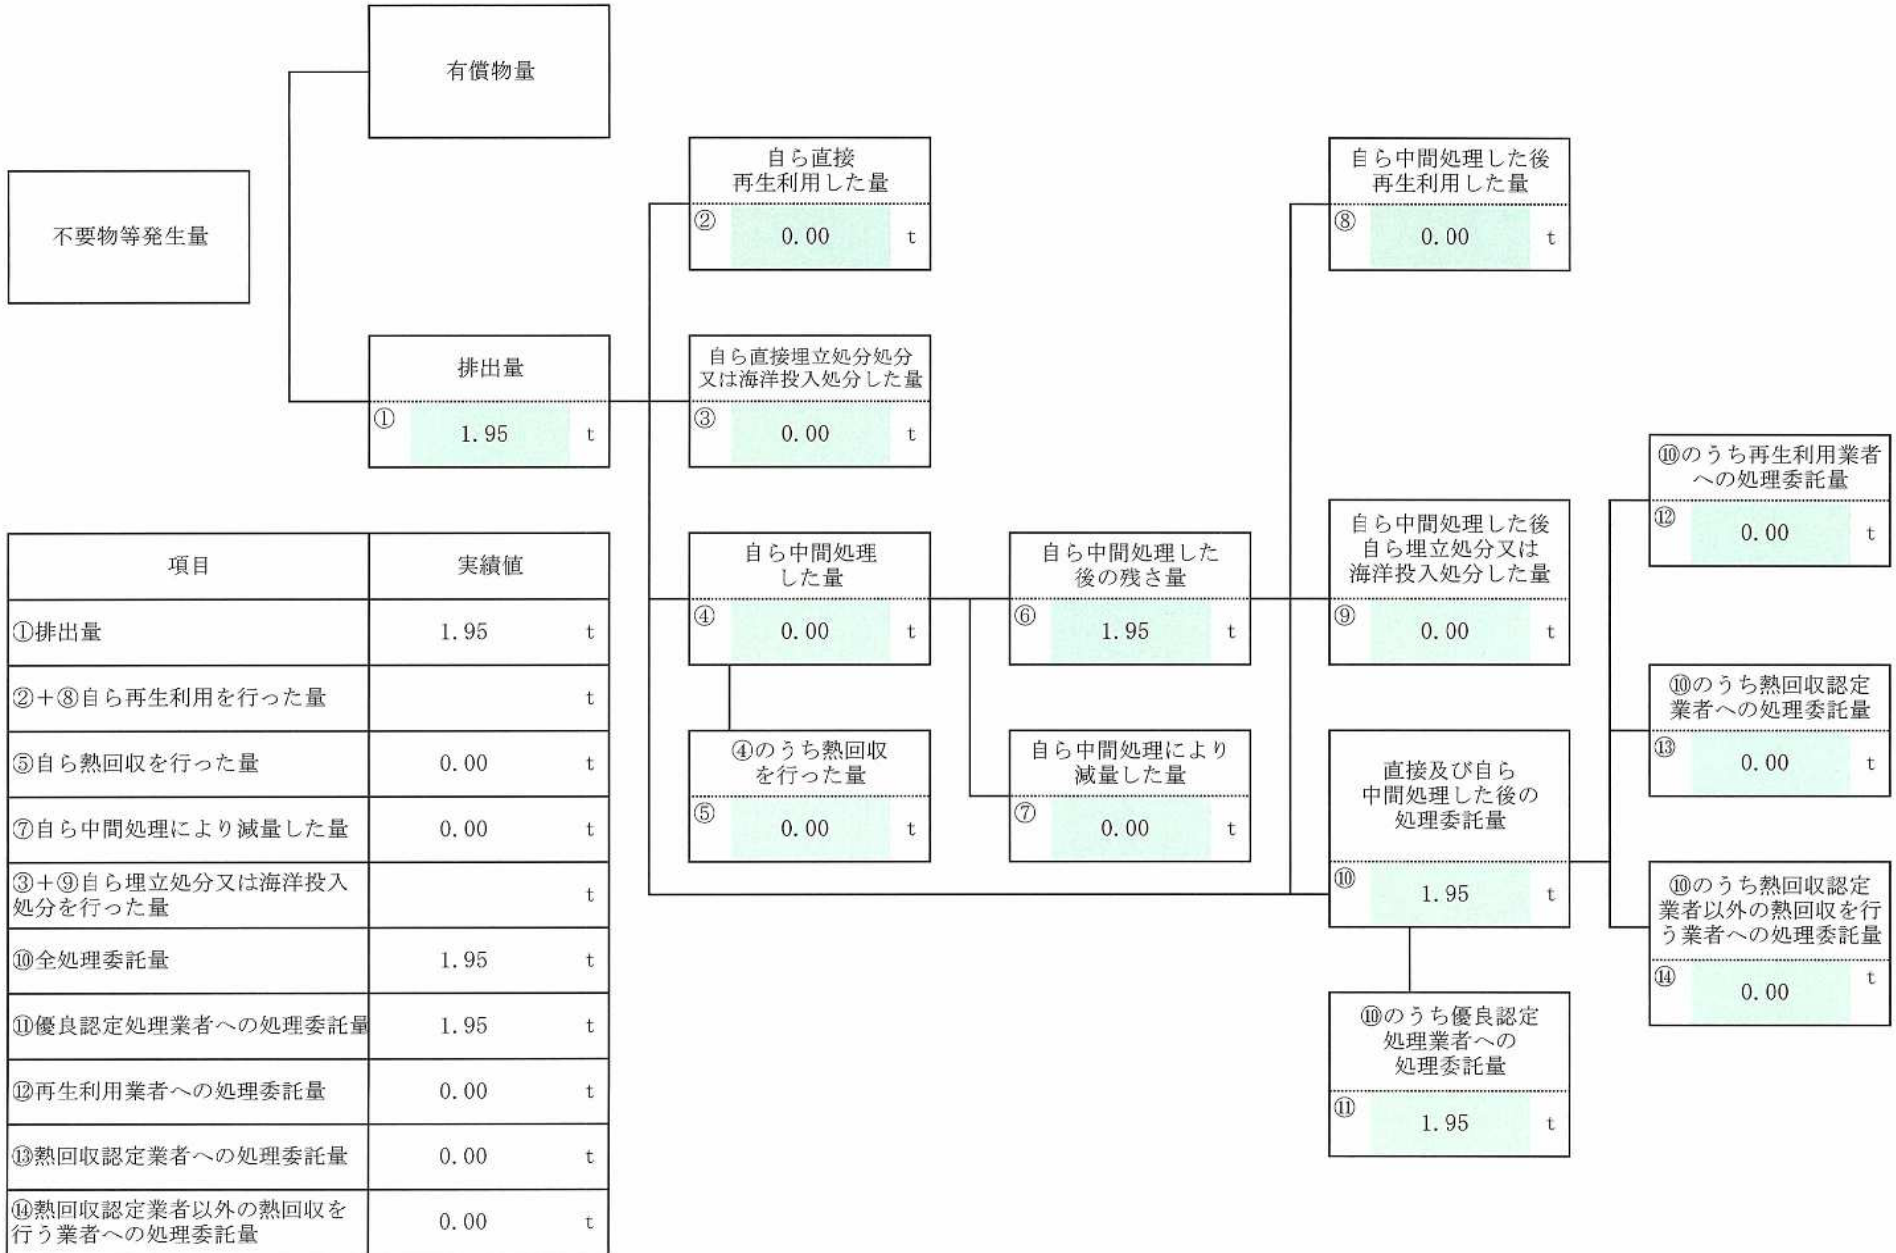 有償物量
不要物等発生量
排出量
① 1.95 t
自ら直接
再生利用した量
② 0.00 t
自ら直接埋立処分処分
又は海洋投入処分した量
③ 0.00 t
自ら中間処理
した量
④ 0.00 t
④のうち熱回収
を行った量
⑤ 0.00 t
自ら中間処理した
後の残さ量
⑥ 1.95 t
自ら中間処理により
減量した量
⑦ 0.00 t
自ら中間処理した後
再生利用した量
⑧ 0.00 t
自ら中間処理した後
自ら埋立処分又は
海洋投入処分した量
⑨ 0.00 t
直接及び自ら
中間処理した後の
処理委託量
⑩ 1.95 t
⑩のうち優良認定
処理業者への
処理委託量
⑪ 1.95 t
⑩のうち再生利用業者
への処理委託量
⑫ 0.00 t
⑩のうち熱回収認定
業者への処理委託量
⑬ 0.00 t
⑩のうち熱回収認定
業者以外の熱回収を行
う業者への処理委託量
⑭ 0.00 t
項目 実績値
①排出量 1.95 t
②+⑧自ら再生利用を行った量 t
⑤自ら熱回収を行った量 0.00 t
⑦自ら中間処理により減量した量 0.00 t
③+⑨自ら埋立処分又は海洋投入
処分を行った量 t
⑩全処理委託量 1.95 t
⑪優良認定処理業者への処理委託量 1.95 t
⑫再生利用業者への処理委託量 0.00 t
⑬熱回収認定業者への処理委託量 0.00 t
⑭熱回収認定業者以外の熱回収を
行う業者への処理委託量 0.00 t